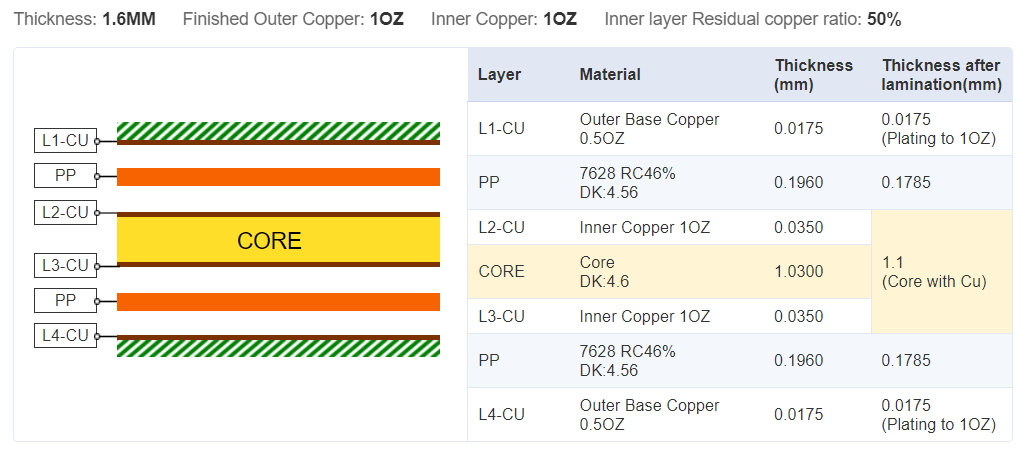 Thickness: 1.6MM Finished Outer Copper: 1OZ Inner Copper: 1OZ Inner layer Residual copper ratio: 50%
L1-CU
PP
L2-CU
CORE
L3-CU
PP
L4-CU
Layer Material Thickness (mm) Thickness after lamination(mm)
L1-CU Outer Base Copper 0.5OZ 0.0175 0.0175 (Plating to 1OZ)
PP 7628 RC46% DK:4.56 0.1960 0.1785
L2-CU Inner Copper 1OZ 0.0350
CORE Core DK:4.6 1.0300 1.1 (Core with Cu)
L3-CU Inner Copper 1OZ 0.0350
PP 7628 RC46% DK:4.56 0.1960 0.1785
L4-CU Outer Base Copper 0.5OZ 0.0175 0.0175 (Plating to 1OZ)